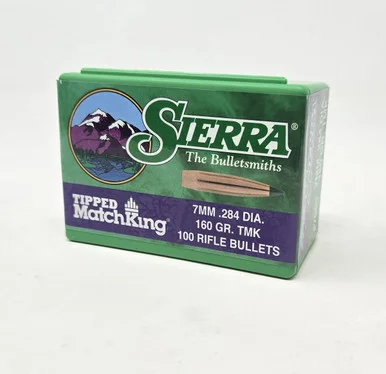 SIERRA®
The Bulletsmiths
TIPPED
MatchKing®
7MM .284 DIA.
160 GR. TMK
100 RIFLE BULLETS